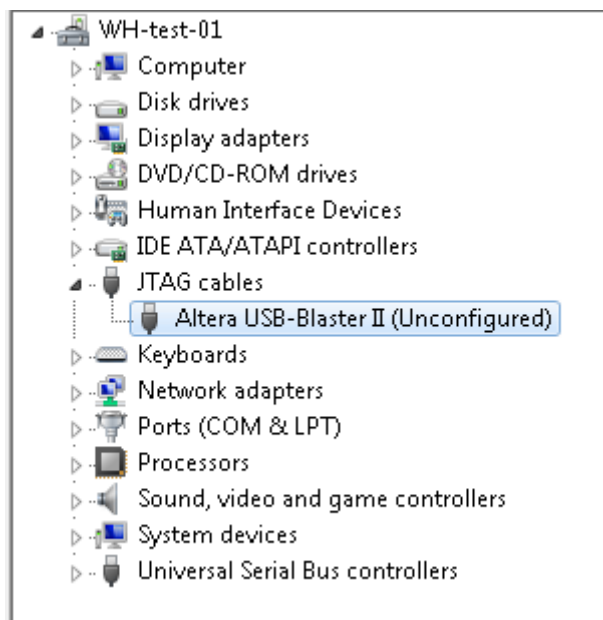 WH-test-01
Computer
Disk drives
Display adapters
DVD/CD-ROM drives
Human Interface Devices
IDE ATA/ATAPI controllers
JTAG cables
Altera USB-Blaster II (Unconfigured)
Keyboards
Network adapters
Ports (COM & LPT)
Processors
Sound, video and game controllers
System devices
Universal Serial Bus controllers